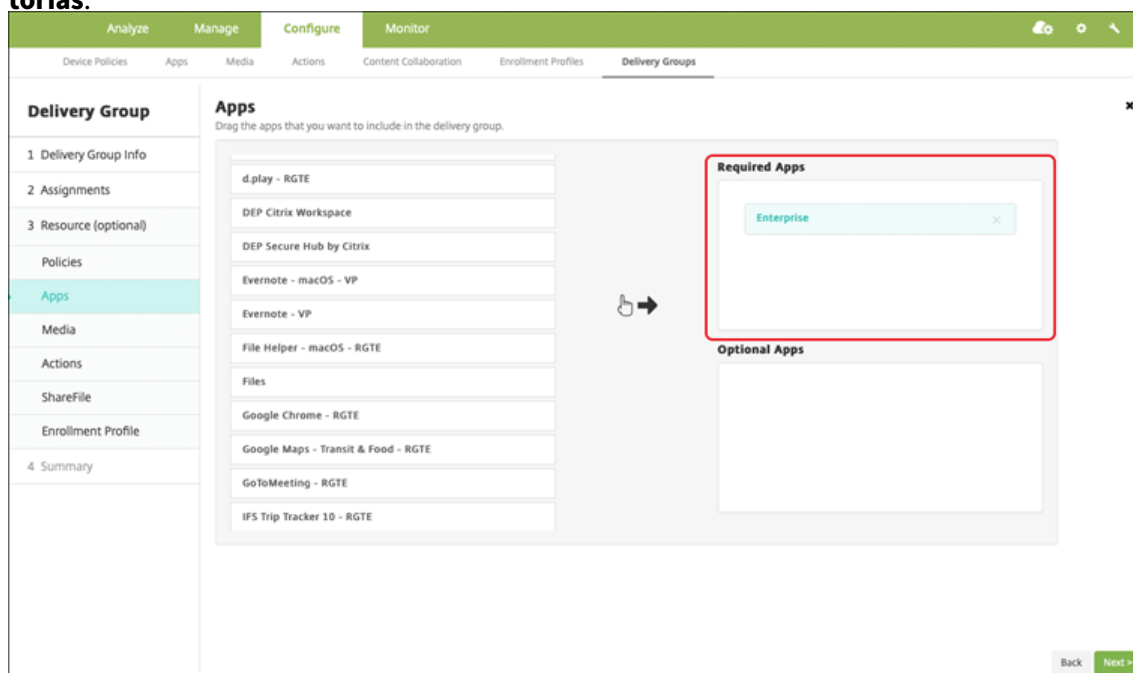 torias.
Analyze Manage Configure Monitor
Device Policies Apps Media Actions Content Collaboration Enrollment Profiles Delivery Groups
Delivery Group
1 Delivery Group Info
2 Assignments
3 Resource (optional)
Policies
Apps
Media
Actions
ShareFile
Enrollment Profile
4 Summary
Apps
Drag the apps that you want to include in the delivery group.
d.play - RGTE
DEP Citrix Workspace
DEP Secure Hub by Citrix
Evernote - macOS - VP
Evernote - VP
File Helper - macOS - RGTE
Files
Google Chrome - RGTE
Google Maps - Transit & Food - RGTE
GoToMeeting - RGTE
IFS Trip Tracker 10 - RGTE
Required Apps
Enterprise
Optional Apps
Back Next >